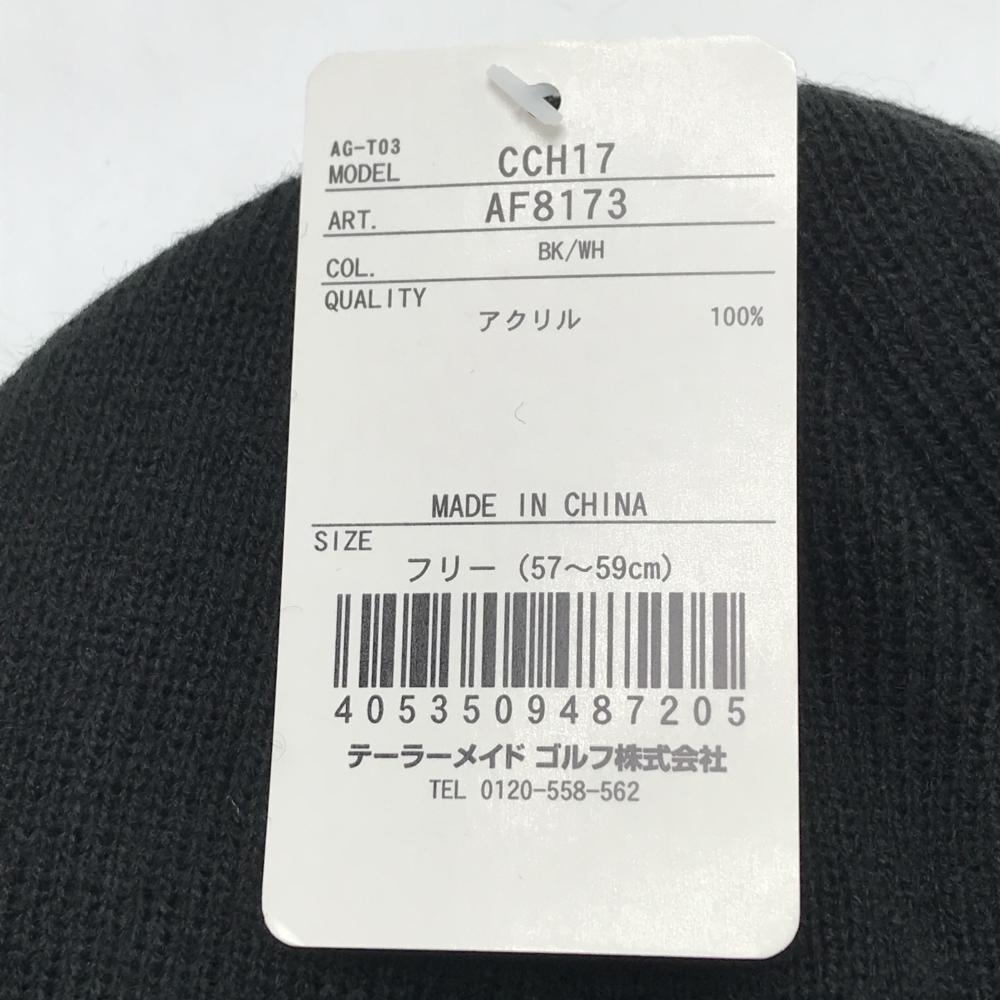 AG-T03
MODEL CCH17
ART. AF8173
COL. BK/WH
QUALITY
アクリル 100%
MADE IN CHINA
SIZE
フリー (57〜59cm)
4053509487205
テーラーメイド ゴルフ株式会社
TEL 0120-558-562